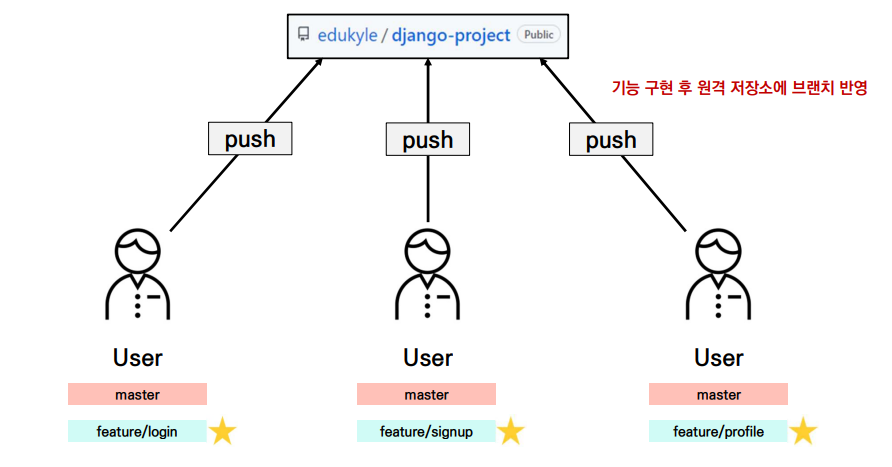 edukyle / django-project Public
기능 구현 후 원격 저장소에 브랜치 반영
push push push
User User User
master master master
feature/login feature/signup feature/profile